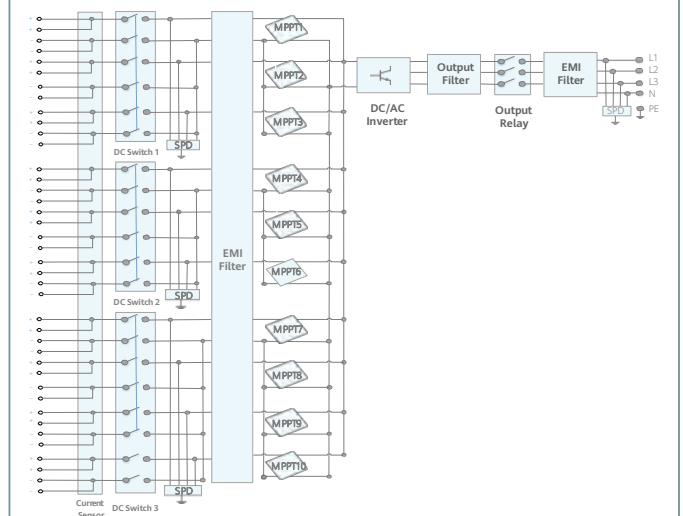 MPPT1
MPPT2
MPPT3
SPD
DC Switch 1
MPPT4
MPPT5
MPPT6
SPD
DC Switch 2
EMI
Filter
MPPT7
MPPT8
MPPT9
MPPT10
SPD
Current
Sensor
DC Switch 3
DC/AC
Inverter
Output
Filter
Output
Relay
EMI
Filter
L1
L2
L3
N
SPD
PE